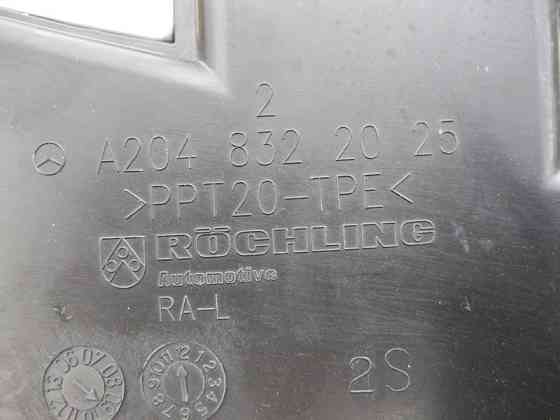 2
A204 832 20 25
>PPT20-TPE<
RÖCHLING
Automotive
RA-L
2S